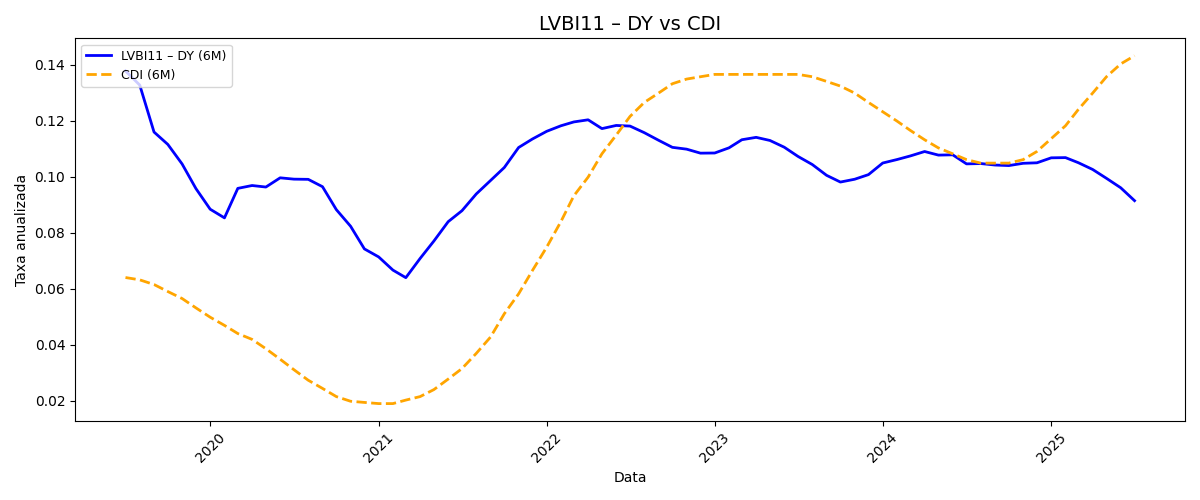 LVBI11 – DY vs CDI
LVBI11 – DY (6M)
CDI (6M)
Taxa anualizada
0.14
0.12
0.10
0.08
0.06
0.04
0.02
2020
2021
2022
2023
2024
2025
Data